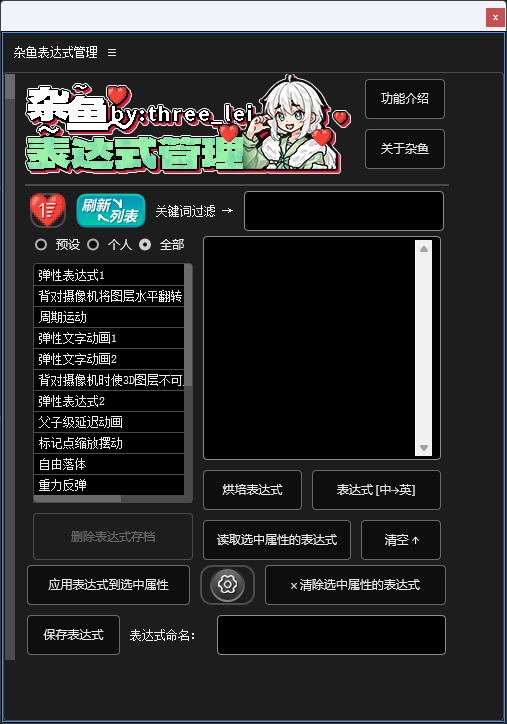 x
杂鱼表达式管理 ☰
杂鱼 by:three_lei
表达式管理
功能介绍
关于杂鱼
刷新
列表
关键词过滤 →
预设 个人 全部
弹性表达式1
背对摄像机将图层水平翻转
周期运动
弹性文字动画1
弹性文字动画2
背对摄像机时使3D图层不可
弹性表达式2
父子级延迟动画
标记点缩放摆动
自由落体
重力反弹
烘培表达式
表达式[中→英]
删除表达式存档
读取选中属性的表达式
清空↑
应用表达式到选中属性
×清除选中属性的表达式
保存表达式
表达式命名：